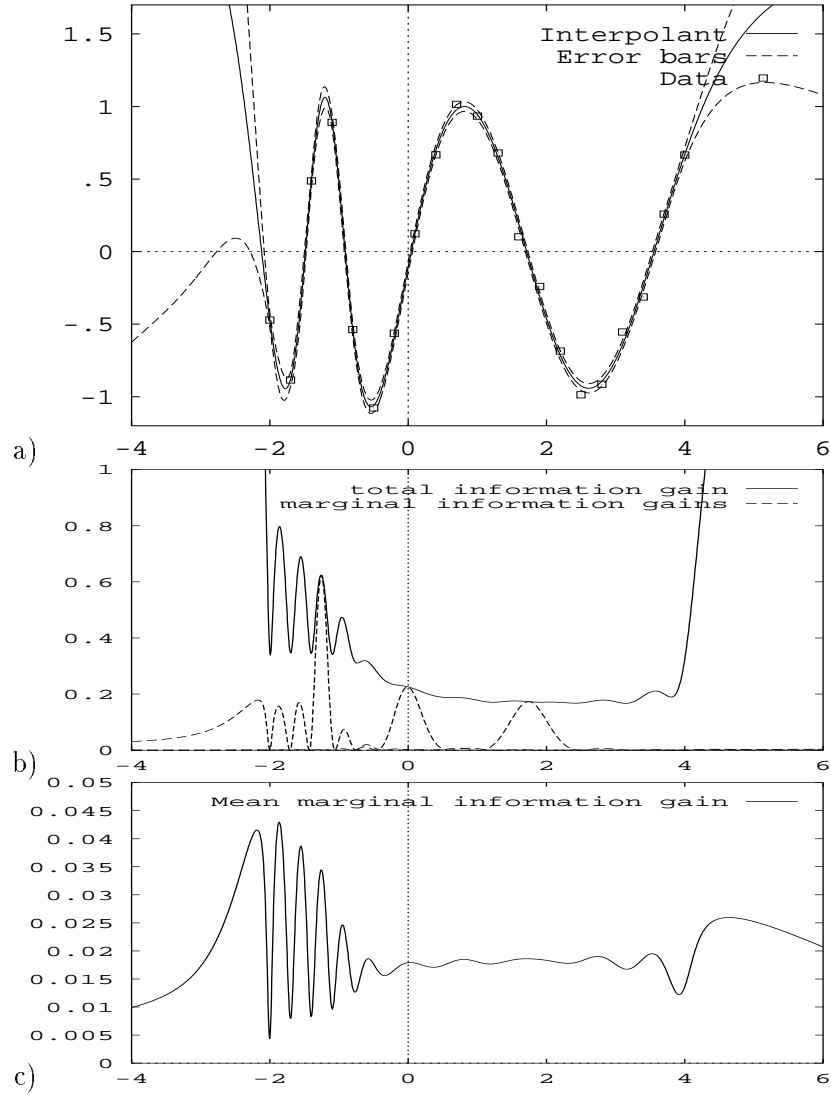 1.5
1
.5
0
-.5
-1
Interpolant
Error bars
Data
-4 -2 0 2 4 6
a)
1
0.8
0.6
0.4
0.2
0
total information gain
marginal information gains
-4 -2 0 2 4 6
b)
0.05
0.045
0.04
0.035
0.03
0.025
0.02
0.015
0.01
0.005
0
Mean marginal information gain
-4 -2 0 2 4 6
c)